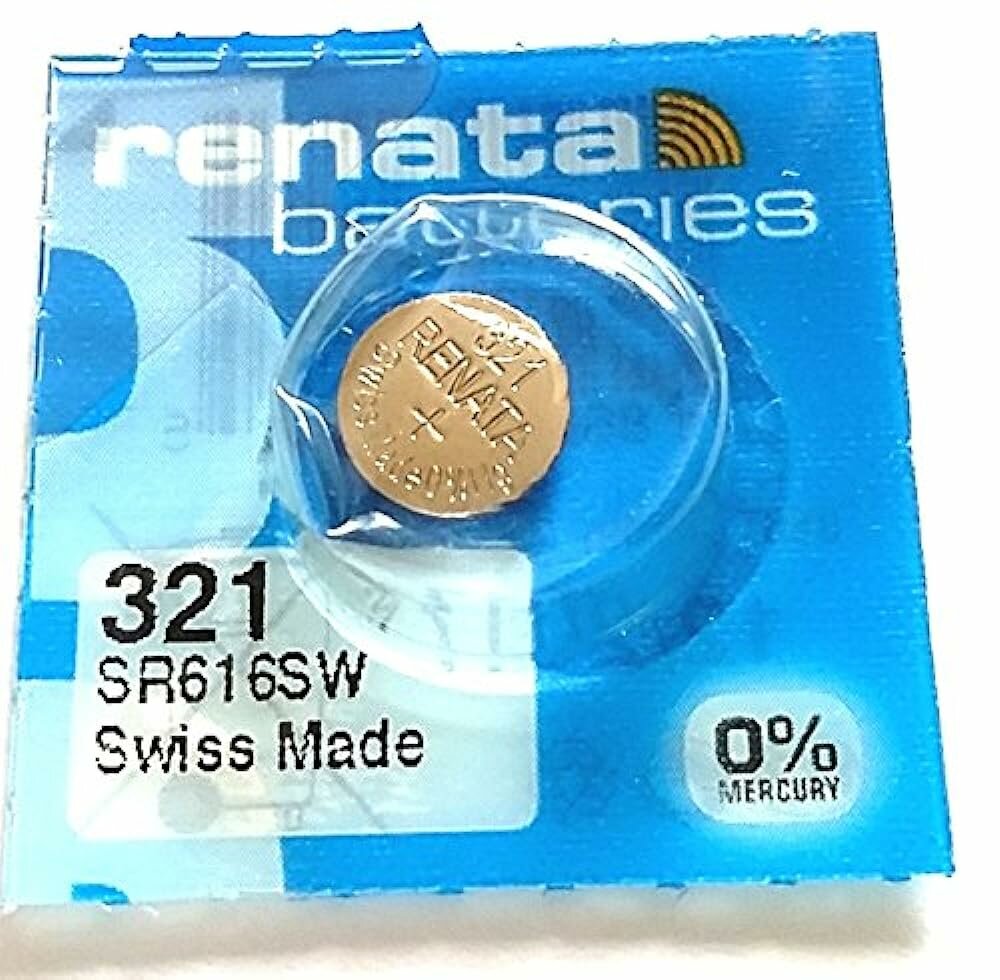 renata
batteries
321
RENATA
+
321
SR616SW
Swiss Made
0%
MERCURY